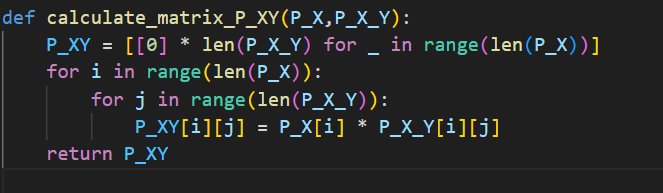 def calculate_matrix_P_XY(P_X,P_X_Y):
    P_XY = [[0] * len(P_X_Y) for _ in range(len(P_X))]
    for i in range(len(P_X)):
        for j in range(len(P_X_Y)):
            P_XY[i][j] = P_X[i] * P_X_Y[i][j]
    return P_XY